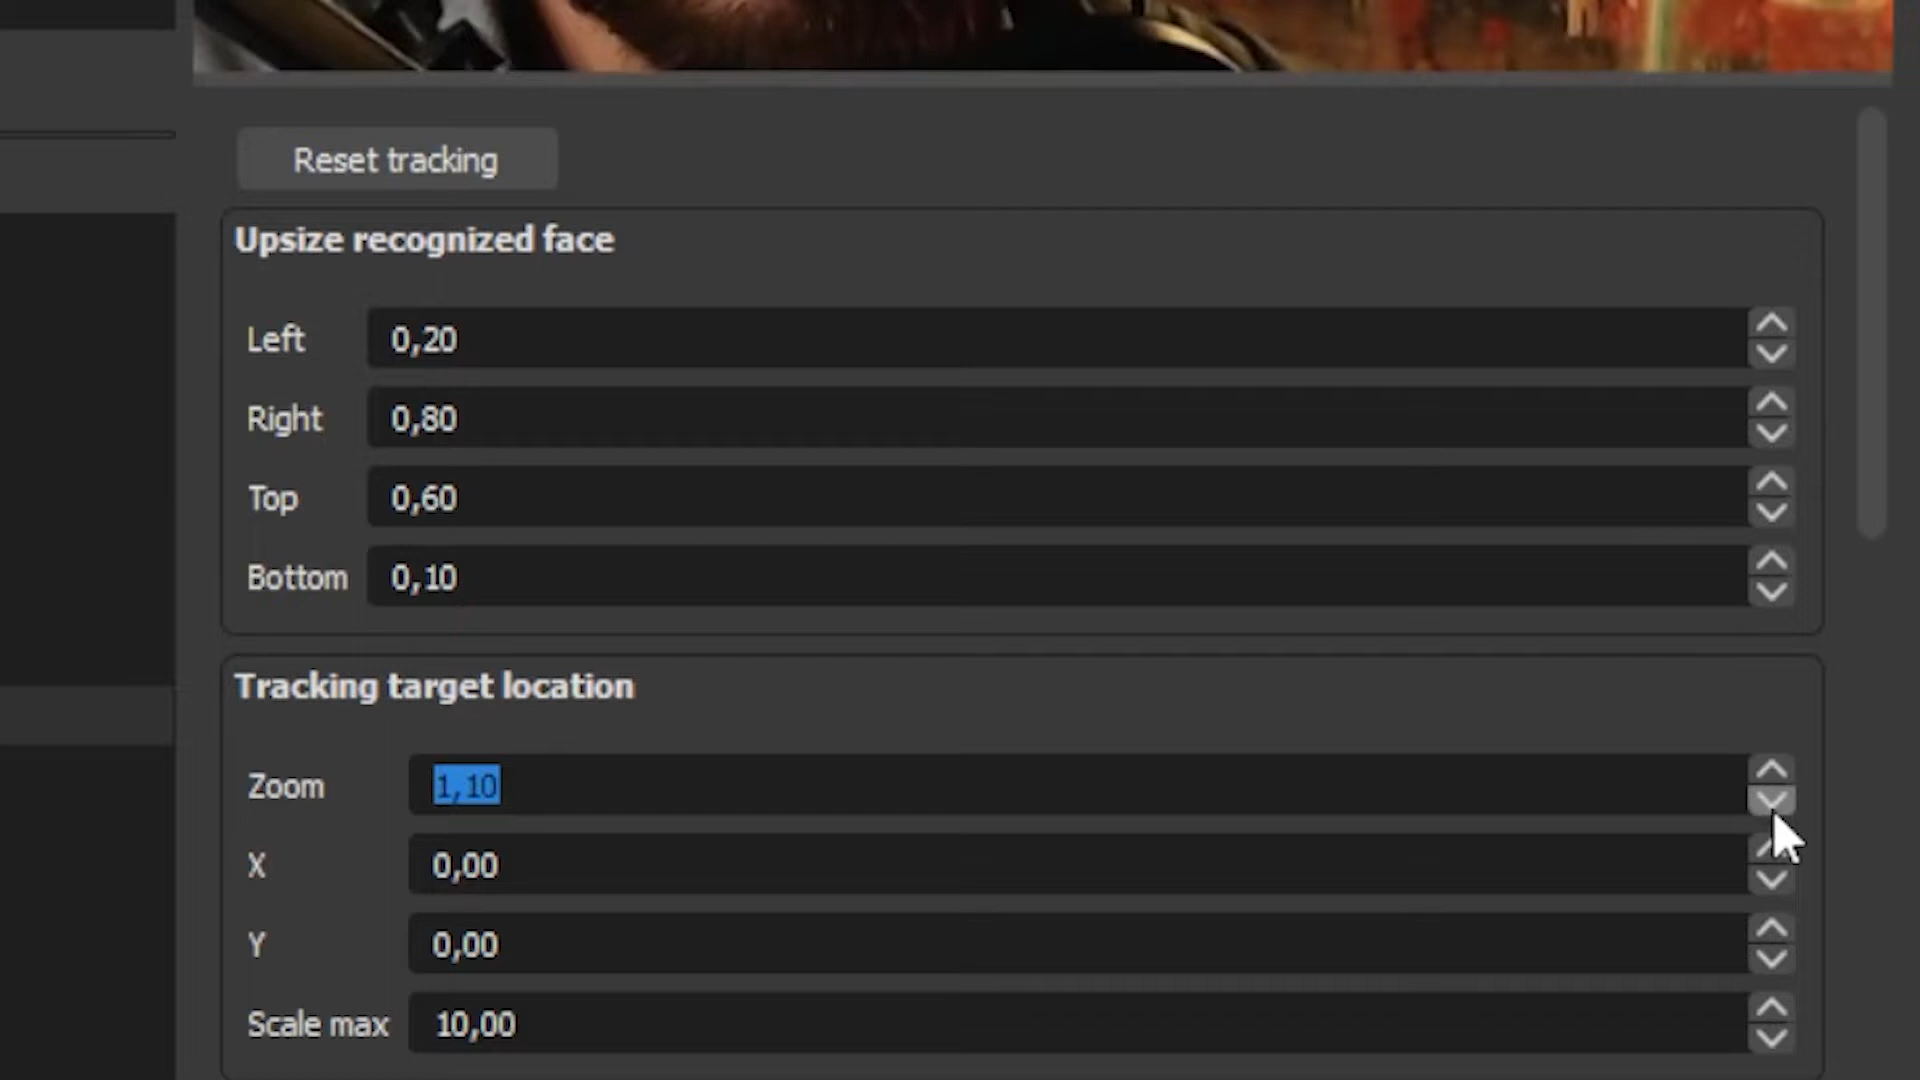 Reset tracking
Upsize recognized face
Left 0,20
Right 0,80
Top 0,60
Bottom 0,10
Tracking target location
Zoom 1,10
X 0,00
Y 0,00
Scale max 10,00